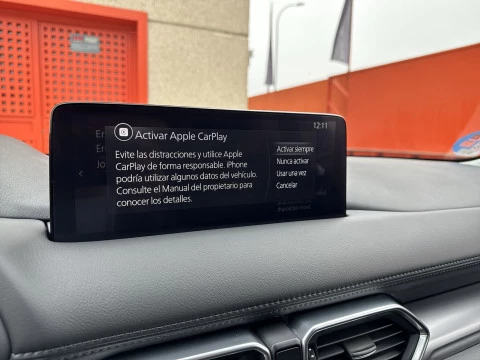 12:11
Activar Apple CarPlay
Evite las distracciones y utilice Apple
CarPlay de forma responsable. iPhone
podría utilizar algunos datos del vehículo.
Consulte el Manual del propietario para
conocer los detalles.
Activar siempre
Nunca activar
Usar una vez
Cancelar